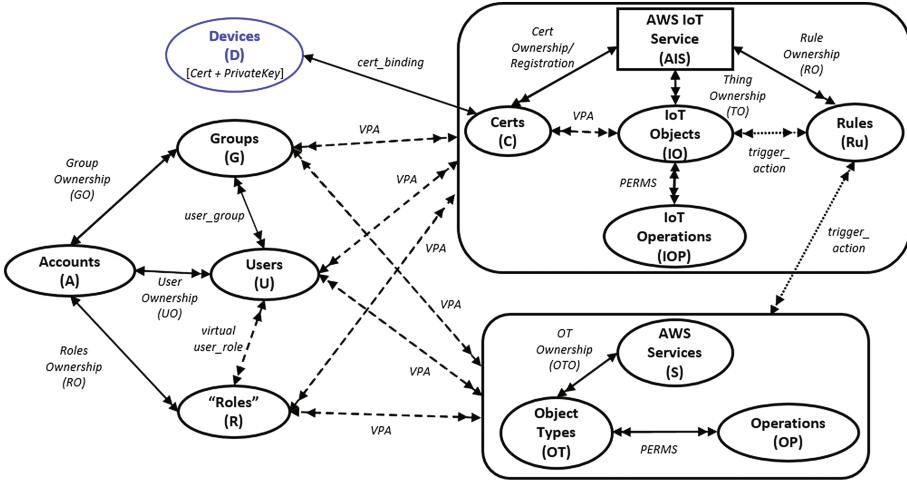 Devices
(D)
[Cert + PrivateKey]
cert_binding
Cert
Ownership/
Registration
AWS IoT
Service
(AIS)
Rule
Ownership
(RO)
Thing
Ownership
(TO)
Certs
(C)
VPA
IoT
Objects
(IO)
trigger_
action
Rules
(Ru)
PERMS
IoT
Operations
(IOP)
trigger_
action
Groups
(G)
VPA
Group
Ownership
(GO)
user_group
VPA
Accounts
(A)
User
Ownership
(UO)
Users
(U)
VPA
VPA
virtual
user_role
Roles
Ownership
(RO)
VPA
"Roles"
(R)
VPA
OT
Ownership
(OTO)
AWS
Services
(S)
Object
Types
(OT)
PERMS
Operations
(OP)